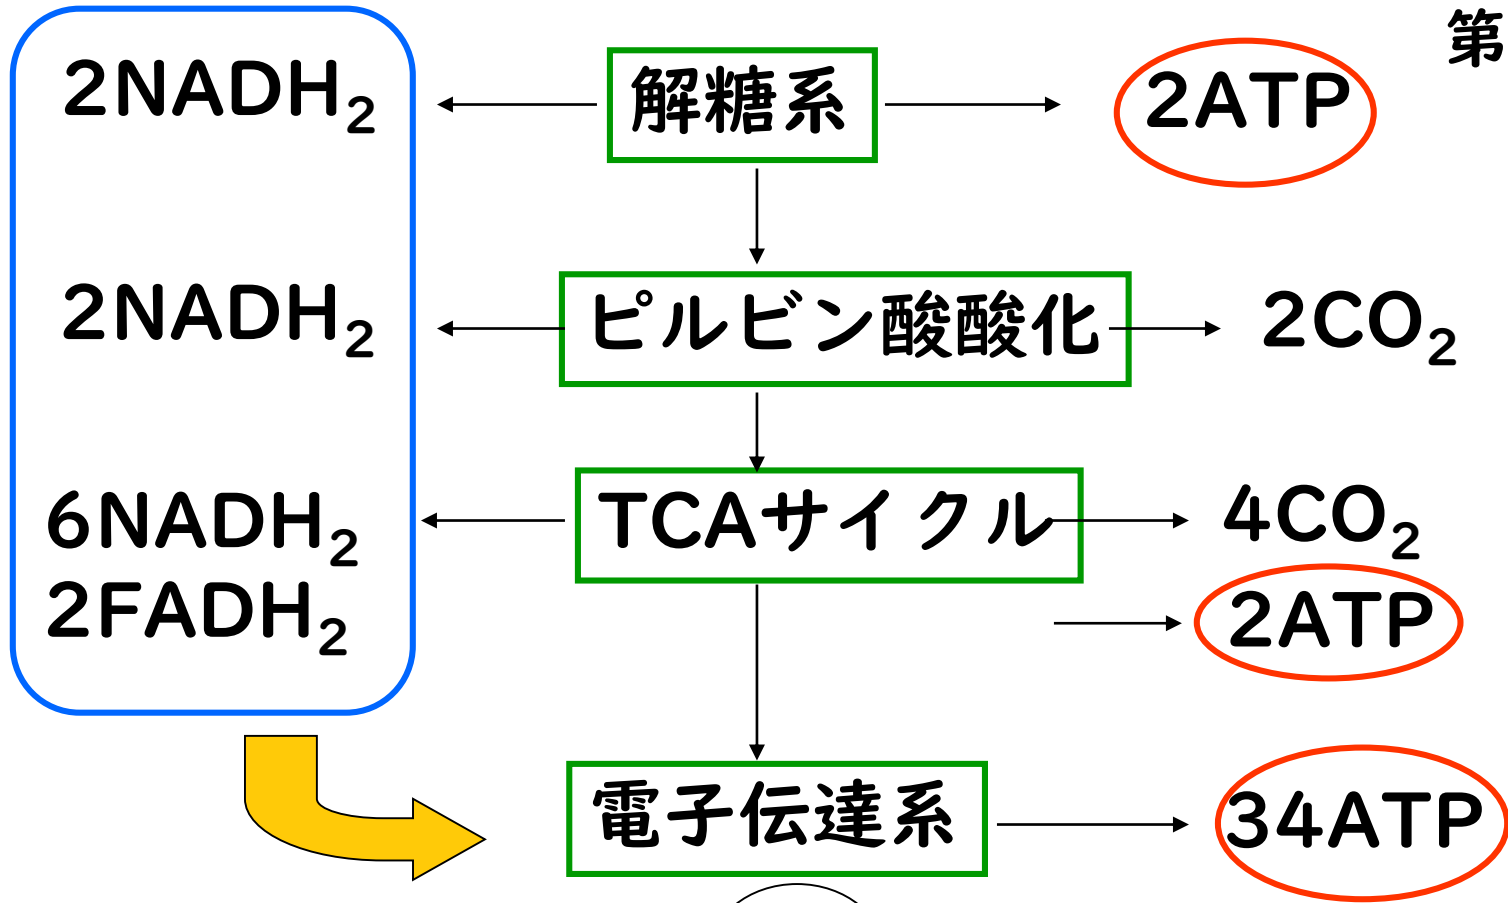 第
2NADH₂ 解糖系 2ATP
2NADH₂ ピルビン酸酸化 2CO₂
6NADH₂ TCAサイクル 4CO₂
2FADH₂ 2ATP
電子伝達系 34ATP